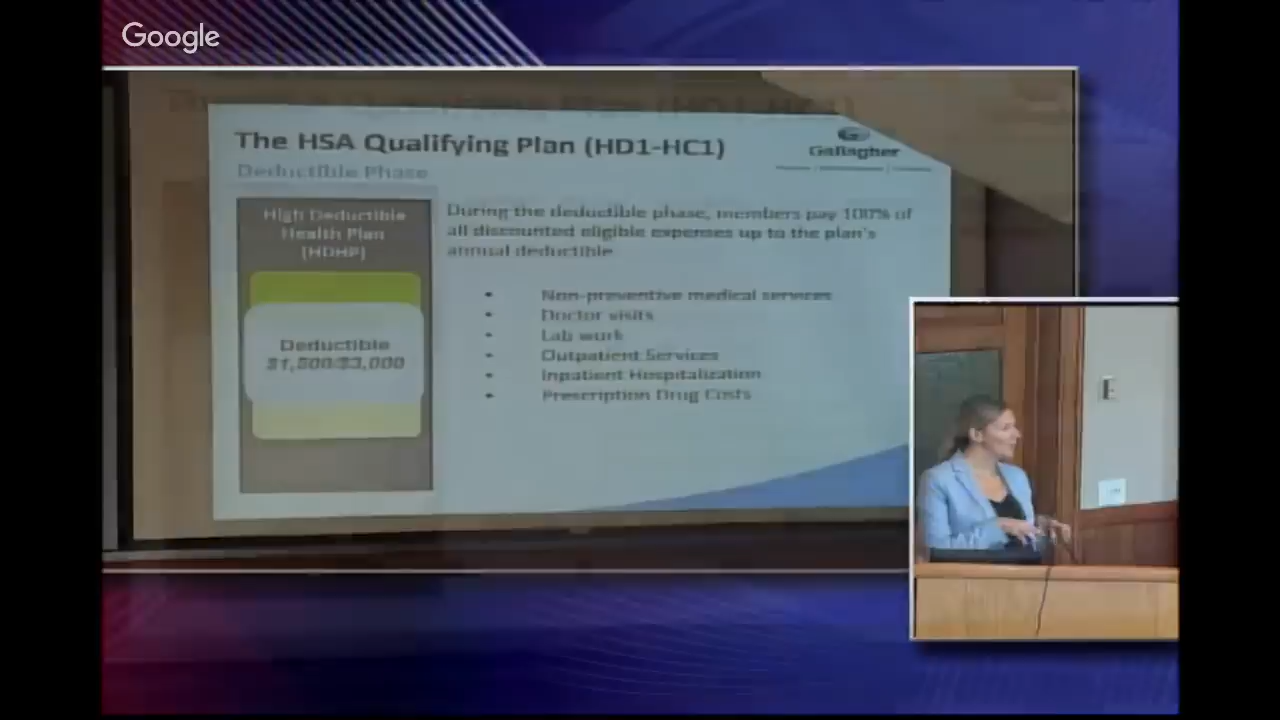 Google
The HSA Qualifying Plan (HD1-HC1)
Gallagher
Deductible Phase
High Deductible
Health Plan
(HDHP)
Deductible
$1,500/$3,000
During the deductible phase, members pay 100% of
all discounted eligible expenses up to the plan's
annual deductible
• Non-preventive medical services
• Doctor visits
• Lab work
• Outpatient Services
• Inpatient Hospitalization
• Prescription Drug Costs